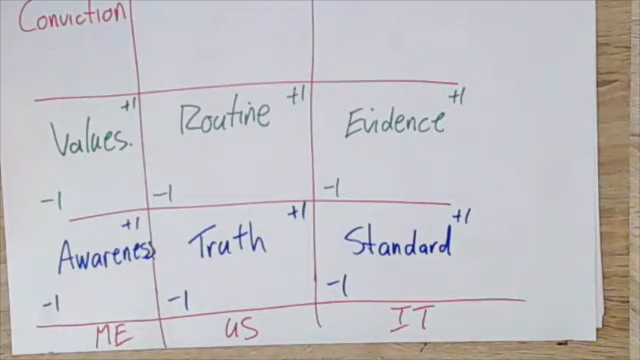 Conviction
+1 +1 +1
Values. Routine Evidence
-1 -1 -1
+1 +1 +1
Awareness Truth Standard
-1 -1 -1
ME US IT